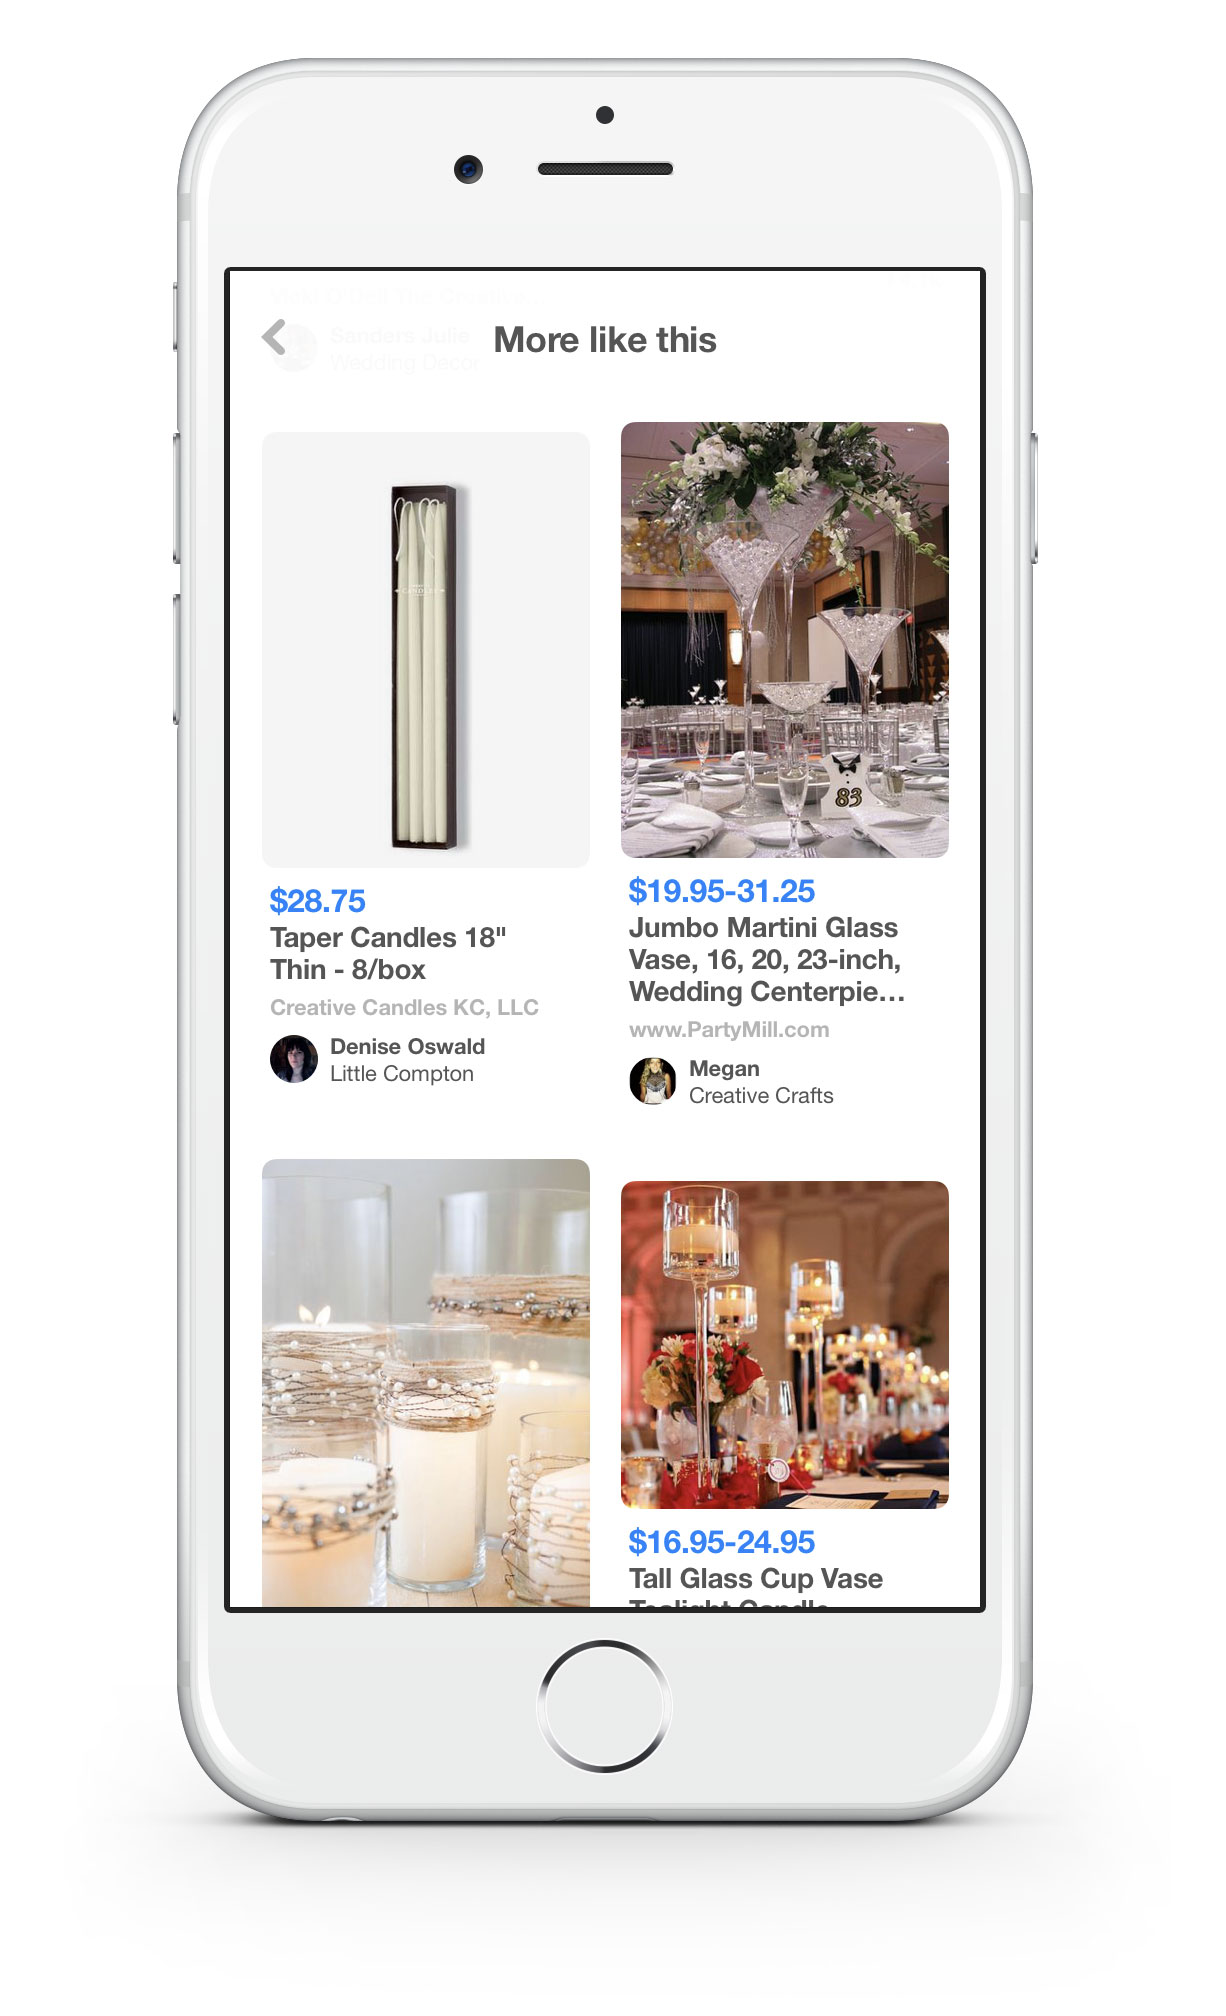 Vicki O'Dell The Creative...
Sanders Julie
Wedding Decor
More like this
$28.75
Taper Candles 18"
Thin - 8/box
Creative Candles KC, LLC
Denise Oswald
Little Compton
$19.95-31.25
Jumbo Martini Glass
Vase, 16, 20, 23-inch,
Wedding Centerpie...
www.PartyMill.com
Megan
Creative Crafts
83
$16.95-24.95
Tall Glass Cup Vase
Tealight Candle